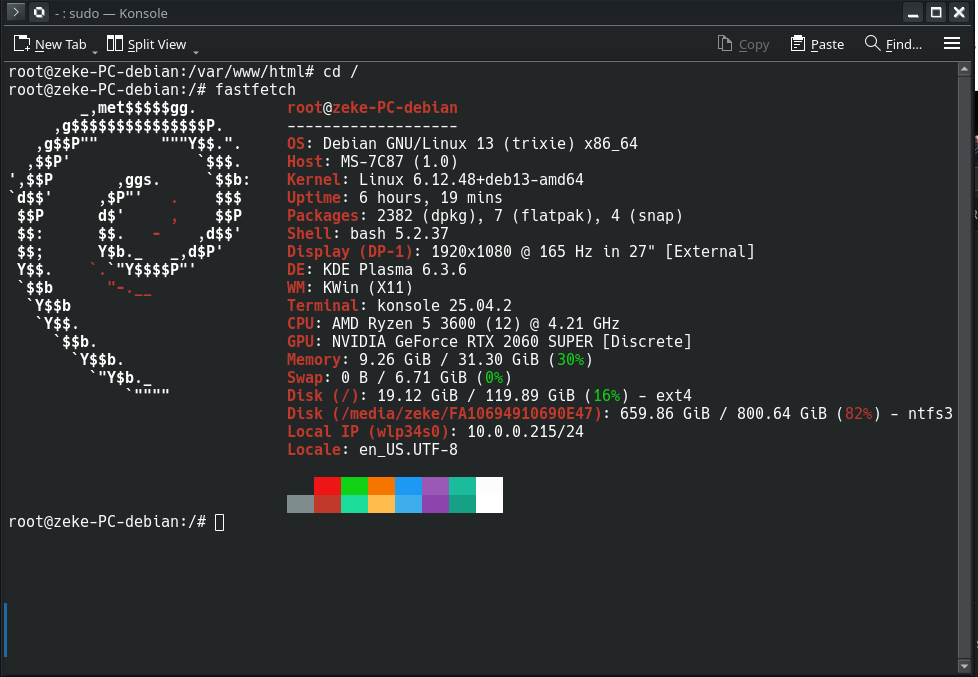 - : sudo — Konsole
New Tab Split View Copy Paste Find...
root@zeke-PC-debian:/var/www/html# cd /
root@zeke-PC-debian:/# fastfetch
        _,met$$$$$gg.          root@zeke-PC-debian
     ,g$$$$$$$$$$$$$$$P.       -------------------
   ,g$$P""       """Y$$.".     OS: Debian GNU/Linux 13 (trixie) x86_64
  ,$$P'              `$$$.     Host: MS-7C87 (1.0)
',$$P       ,ggs.     `$$b:    Kernel: Linux 6.12.48+deb13-amd64
`d$$'     ,$P"'   .    $$$     Uptime: 6 hours, 19 mins
 $$P      d$'     ,    $$P     Packages: 2382 (dpkg), 7 (flatpak), 4 (snap)
 $$:      $$.   -    ,d$$'     Shell: bash 5.2.37
 $$;      Y$b._   _,d$P'       Display (DP-1): 1920x1080 @ 165 Hz in 27" [External]
 Y$$.    `.`"Y$$$$P"'          DE: KDE Plasma 6.3.6
 `$$b      "-.__               WM: KWin (X11)
  `Y$$b                        Terminal: konsole 25.04.2
   `Y$$.                       CPU: AMD Ryzen 5 3600 (12) @ 4.21 GHz
     `$$b.                     GPU: NVIDIA GeForce RTX 2060 SUPER [Discrete]
       `Y$$b.                  Memory: 9.26 GiB / 31.30 GiB (30%)
         `"Y$b._               Swap: 0 B / 6.71 GiB (0%)
             `""""             Disk (/): 19.12 GiB / 119.89 GiB (16%) - ext4
                               Disk (/media/zeke/FA10694910690E47): 659.86 GiB / 800.64 GiB (82%) - ntfs3
                               Local IP (wlp34s0): 10.0.0.215/24
                               Locale: en_US.UTF-8
root@zeke-PC-debian:/#